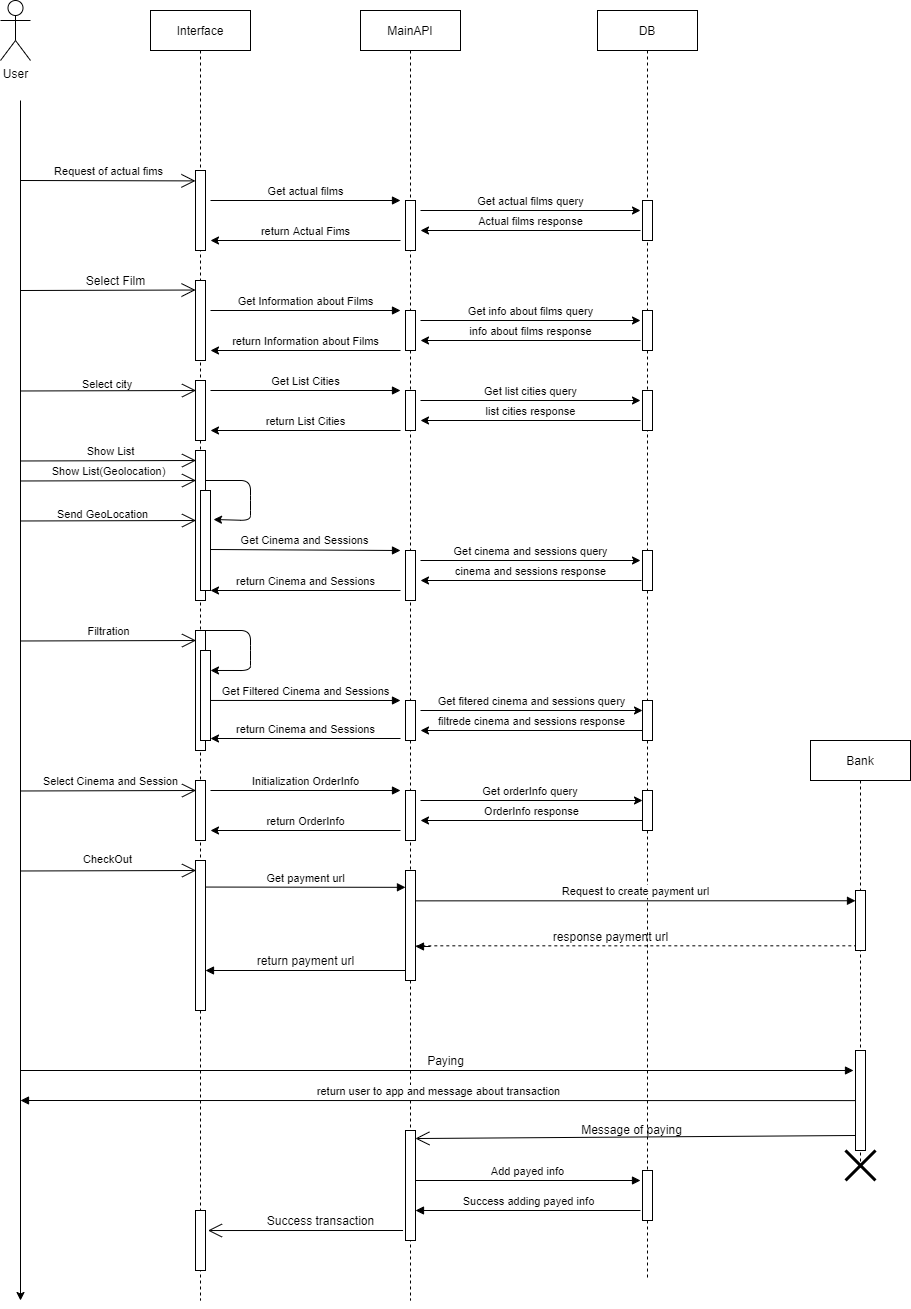 User
Interface
MainAPI
DB
Request of actual fims
Get actual films
Get actual films query
Actual films response
return Actual Fims
Select Film
Get Information about Films
Get info about films query
info about films response
return Information about Films
Select city
Get List Cities
Get list cities query
list cities response
return List Cities
Show List
Show List(Geolocation)
Send GeoLocation
Get Cinema and Sessions
Get cinema and sessions query
cinema and sessions response
return Cinema and Sessions
Filtration
Get Filtered Cinema and Sessions
Get fitered cinema and sessions query
filtrede cinema and sessions response
return Cinema and Sessions
Bank
Select Cinema and Session
Initialization OrderInfo
Get orderInfo query
OrderInfo response
return OrderInfo
CheckOut
Get payment url
Request to create payment url
response payment url
return payment url
Paying
return user to app and message about transaction
Message of paying
Add payed info
Success adding payed info
Success transaction